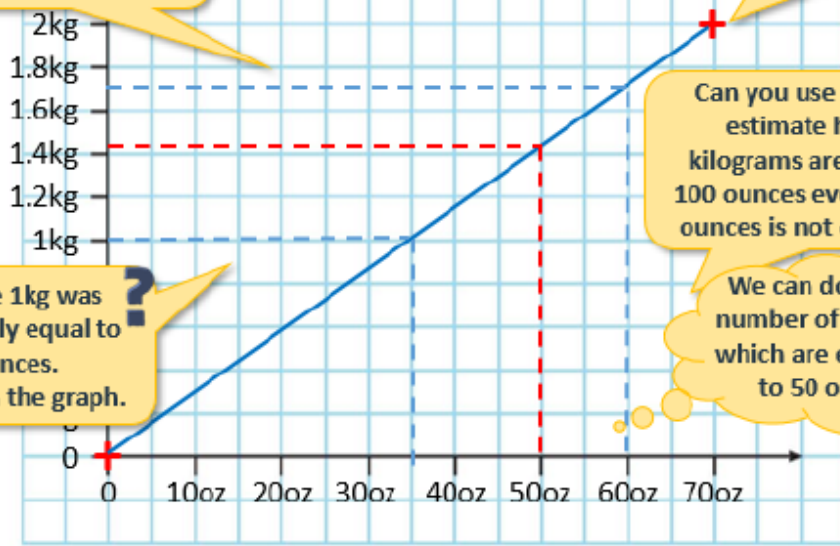 2kg
1.8kg
1.6kg
1.4kg
1.2kg
1kg
0
0 10oz 20oz 30oz 40oz 50oz 60oz 70oz
Can you use
estimate
kilograms are
100 ounces
ounces is not
1kg was
?
equal to
the graph.
We can
number of
which are
to 50